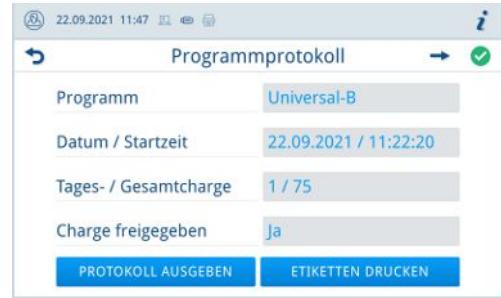 22.09.2021 11:47
Programmprotokoll
Programm Universal-B
Datum / Startzeit 22.09.2021 / 11:22:20
Tages- / Gesamtcharge 1 / 75
Charge freigegeben Ja
PROTOKOLL AUSGEBEN ETIKETTEN DRUCKEN